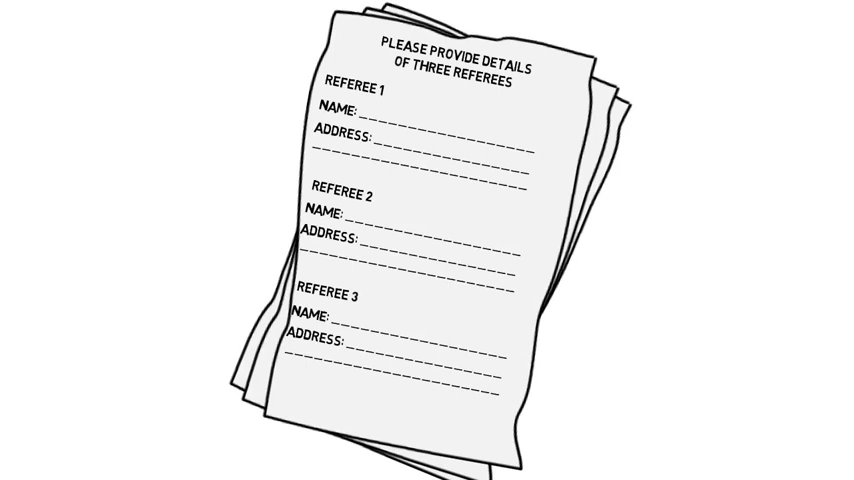 PLEASE PROVIDE DETAILS
OF THREE REFEREES
REFEREE 1
NAME:
ADDRESS:
REFEREE 2
NAME:
ADDRESS:
REFEREE 3
NAME:
ADDRESS: